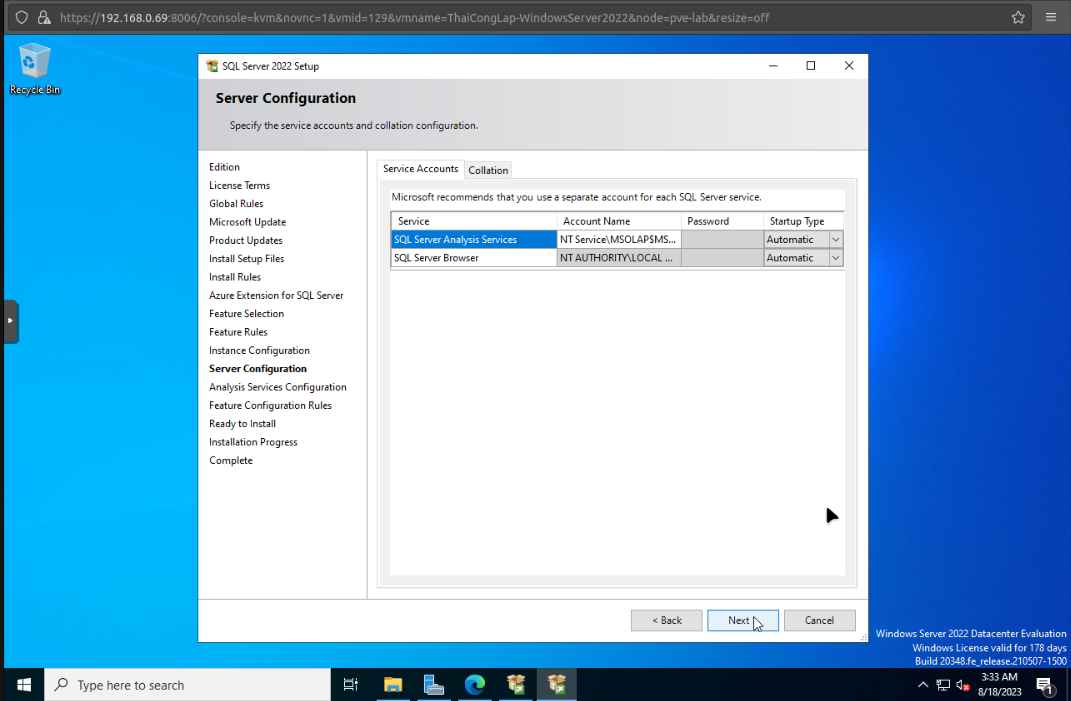 https://192.168.0.69:8006/?console=kvm&novnc=1&vmid=129&vmname=ThaiCongLap-WindowsServer2022&node=pve-lab&resize=off
Recycle Bin
SQL Server 2022 Setup
Server Configuration
Specify the service accounts and collation configuration.
Edition
License Terms
Global Rules
Microsoft Update
Product Updates
Install Setup Files
Install Rules
Azure Extension for SQL Server
Feature Selection
Feature Rules
Instance Configuration
Server Configuration
Analysis Services Configuration
Feature Configuration Rules
Ready to Install
Installation Progress
Complete
Service Accounts Collation
Microsoft recommends that you use a separate account for each SQL Server service.
Service Account Name Password Startup Type
SQL Server Analysis Services NT Service\MSOLAP$MS... Automatic
SQL Server Browser NT AUTHORITY\LOCAL ... Automatic
< Back Next Cancel
Windows Server 2022 Datacenter Evaluation
Windows License valid for 178 days
Build 20348.fe_release.210507-1500
Type here to search
3:33 AM
8/18/2023
1